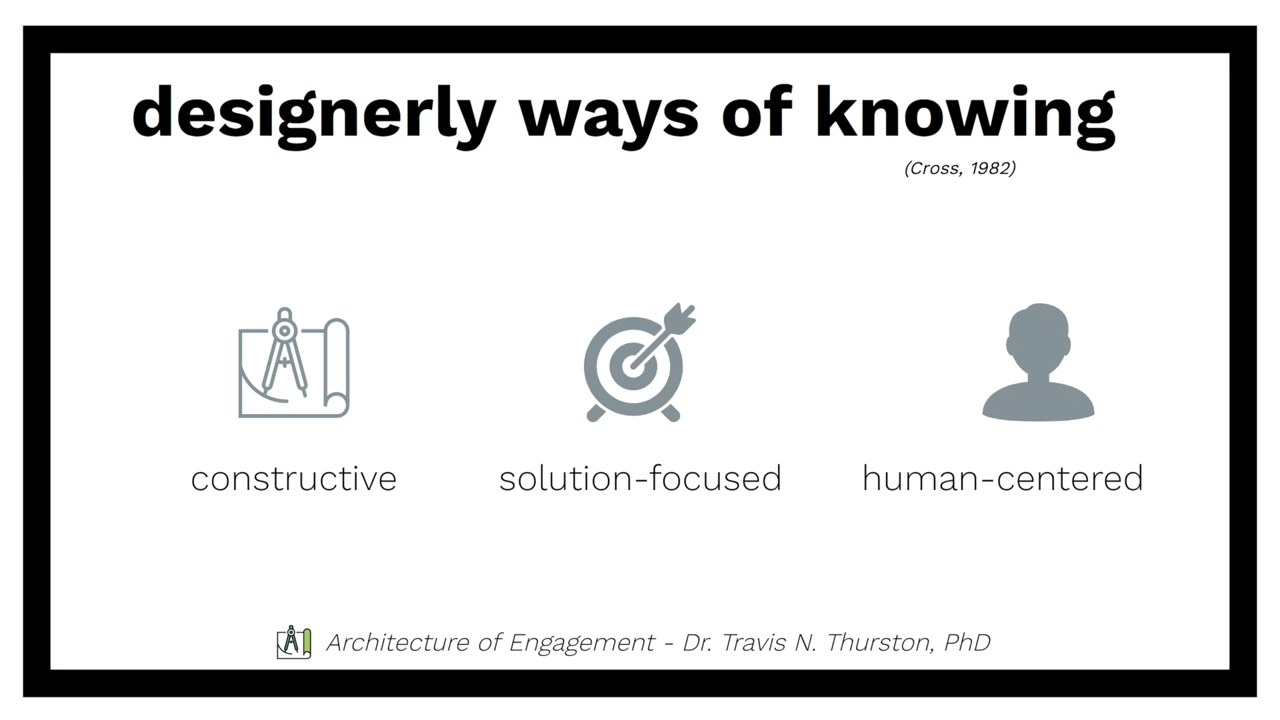 designerly ways of knowing
(Cross, 1982)
constructive
solution-focused
human-centered
Architecture of Engagement - Dr. Travis N. Thurston, PhD